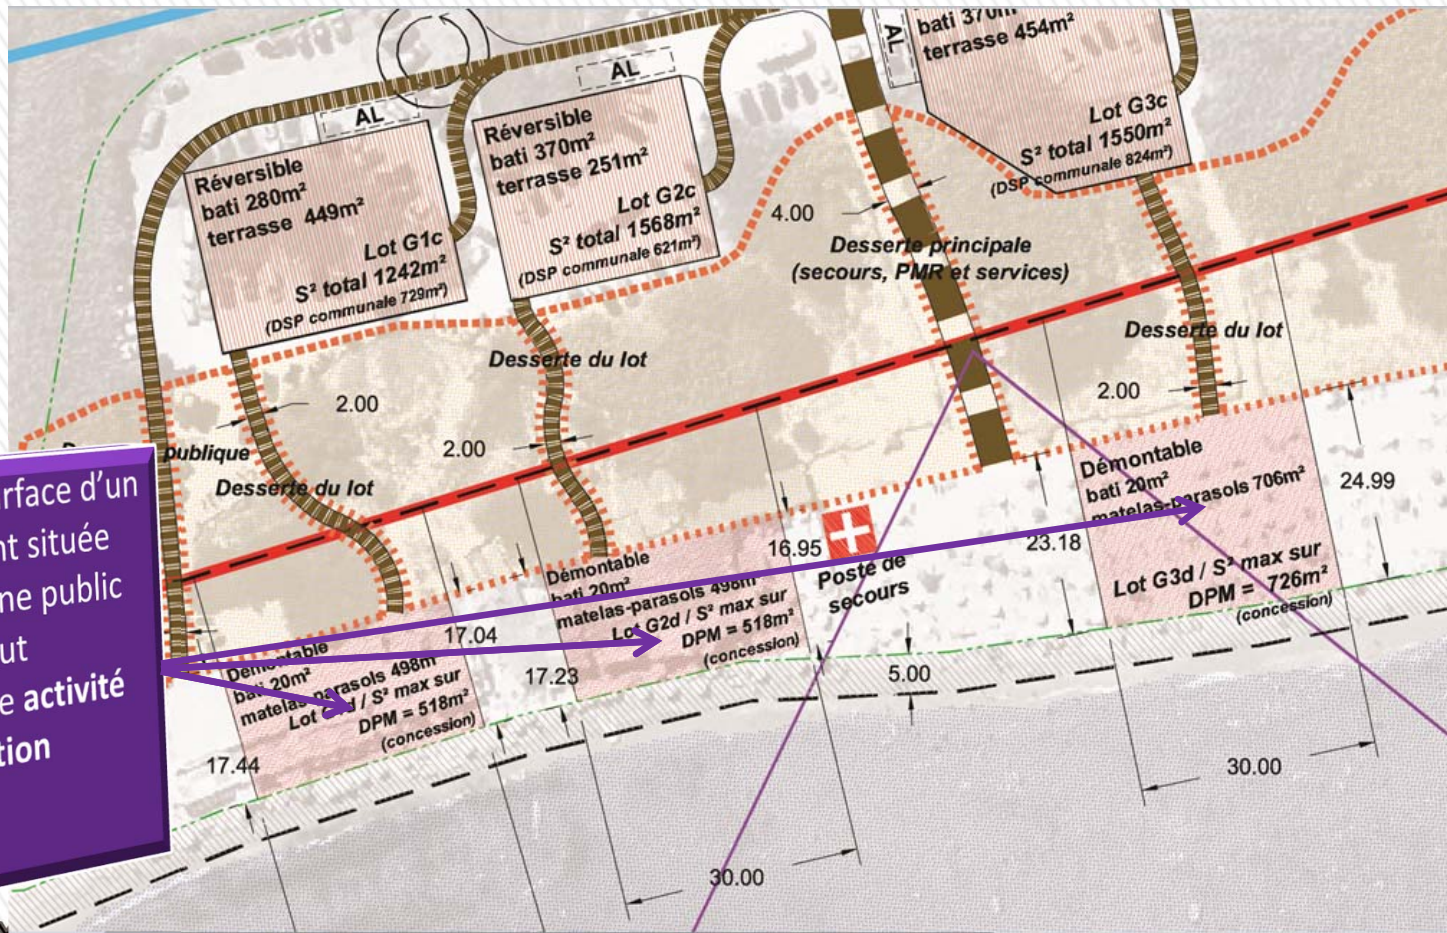 bati 370m²
terrasse 454m²
AL
Lot G3c
S² total 1550m²
(DSP communale 824m²)
AL
Réversible
bati 370m²
terrasse 251m²
Lot G2c
S² total 1568m²
(DSP communale 621m²)
AL
Réversible
bati 280m²
terrasse 449m²
Lot G1c
S² total 1242m²
(DSP communale 729m²)
4.00
Desserte principale
(secours, PMR et services)
Desserte du lot
Desserte du lot
2.00
2.00
2.00
publique
Desserte du lot
urface d’un
nt située
ne public
ut
e activité
tion
Démontable
bati 20m²
matelas-parasols 706m²
Lot G3d / S² max sur
DPM = 726m²
(concession)
24.99
23.18
16.95
Poste de
secours
Démontable
bati 20m²
matelas-parasols 498m²
Lot G2d / S² max sur
DPM = 518m²
(concession)
17.04
17.23
5.00
Démontable
bati 20m²
matelas-parasols 498m
Lot / S² max sur
DPM = 518m²
(concession)
17.44
30.00
30.00